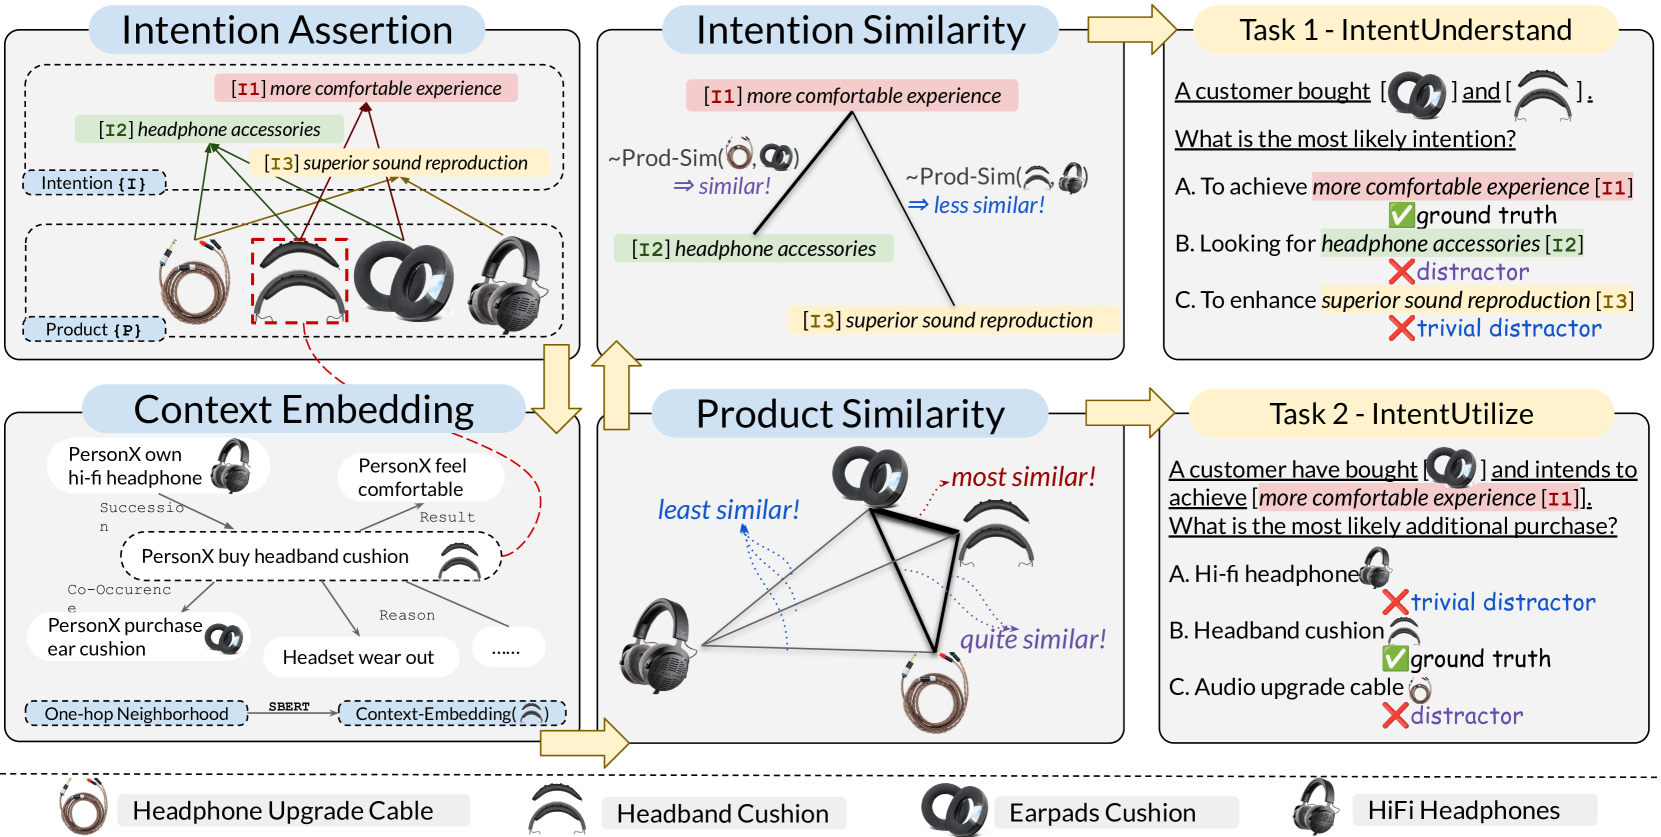 Intention Assertion
[I1] more comfortable experience
[I2] headphone accessories
[I3] superior sound reproduction
Intention {I}
Product {P}
Context Embedding
PersonX own
hi-fi headphone
PersonX feel
comfortable
Successio
n
Result
PersonX buy headband cushion
Co-Occurenc
e
Reason
PersonX purchase
ear cushion
Headset wear out
......
One-hop Neighborhood
SBERT
Context-Embedding( )
Intention Similarity
[I1] more comfortable experience
~Prod-Sim( , )
⇒ similar!
~Prod-Sim( , )
⇒ less similar!
[I2] headphone accessories
[I3] superior sound reproduction
Product Similarity
most similar!
least similar!
quite similar!
Task 1 - IntentUnderstand
A customer bought [ ] and [ ] .
What is the most likely intention?
A. To achieve more comfortable experience [I1]
✅ground truth
B. Looking for headphone accessories [I2]
❌distractor
C. To enhance superior sound reproduction [I3]
❌trivial distractor
Task 2 - IntentUtilize
A customer have bought [ ] and intends to
achieve [more comfortable experience [I1]].
What is the most likely additional purchase?
A. Hi-fi headphone
❌trivial distractor
B. Headband cushion
✅ground truth
C. Audio upgrade cable
❌distractor
Headphone Upgrade Cable
Headband Cushion
Earpads Cushion
HiFi Headphones